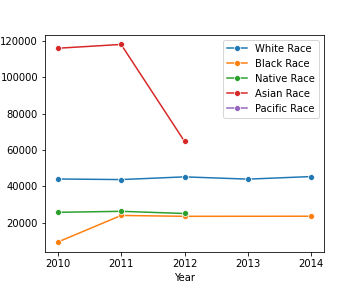 120000
100000
80000
60000
40000
20000
White Race
Black Race
Native Race
Asian Race
Pacific Race
2010 2011 2012 2013 2014
Year